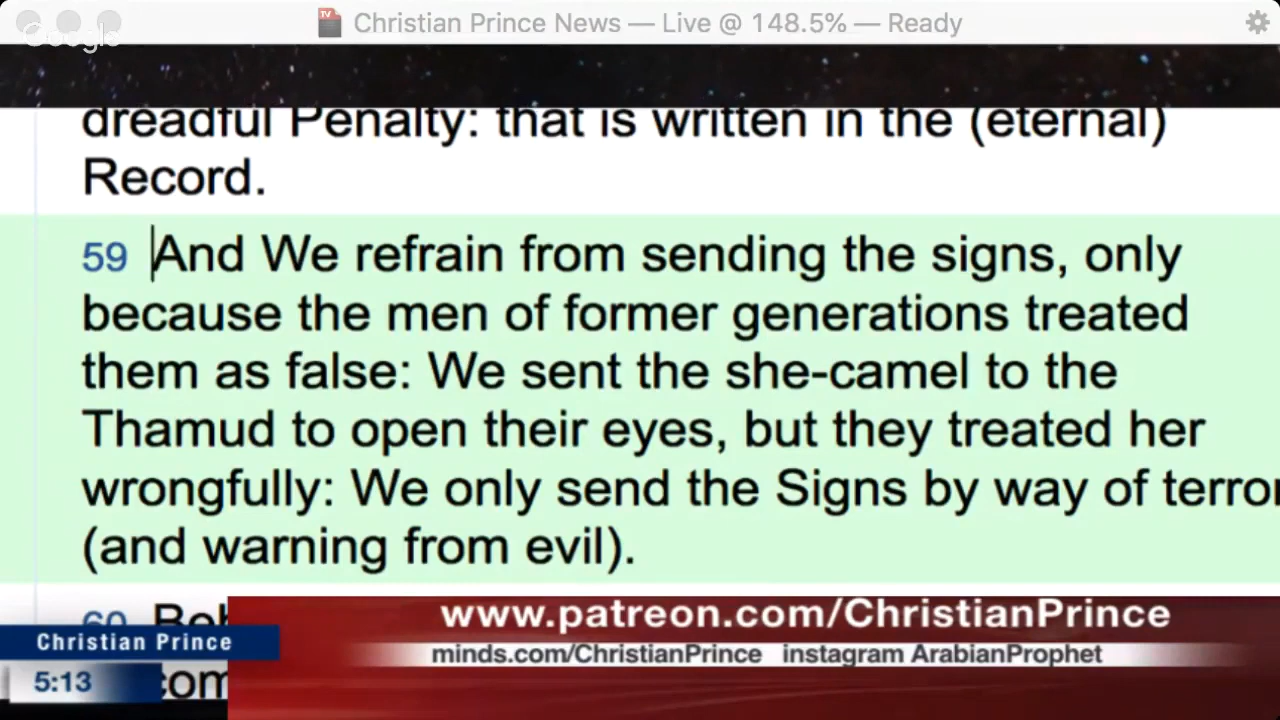 Christian Prince News — Live @ 148.5% — Ready
Google
dreadful Penalty: that is written in the (eternal)
Record.
59 And We refrain from sending the signs, only
because the men of former generations treated
them as false: We sent the she-camel to the
Thamud to open their eyes, but they treated her
wrongfully: We only send the Signs by way of terror
(and warning from evil).
60
www.patreon.com/ChristianPrince
Christian Prince
minds.com/ChristianPrince instagram ArabianProphet
5:13